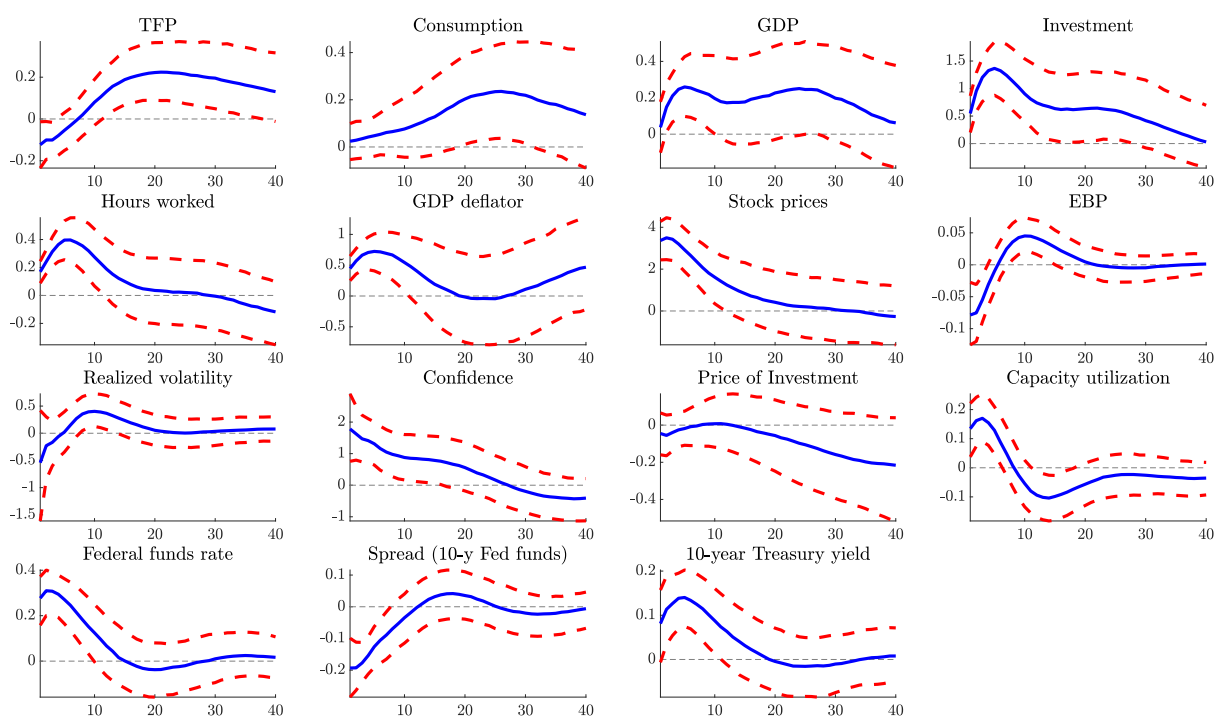 TFP Consumption GDP Investment
0.2 0.4 0.4 1.5
0.2 0.2 1
0 0.5
0 0 0
-0.2
10 20 30 40 10 20 30 40 10 20 30 40 10 20 30 40
Hours worked GDP deflator Stock prices EBP
0.4 1 4 0.05
0.2 0.5 2 0
0 0 -0.05
-0.2 -0.5 0 -0.1
10 20 30 40 10 20 30 40 10 20 30 40 10 20 30 40
Realized volatility Confidence Price of Investment Capacity utilization
0.5 2 0 0.2
0 1 0.1
-0.5 0 -0.2 0
-1 -0.4 -0.1
-1.5 -1
10 20 30 40 10 20 30 40 10 20 30 40 10 20 30 40
Federal funds rate Spread (10-y Fed funds) 10-year Treasury yield
0.4 0.1 0.2
0.2 0 0.1
-0.1
0 -0.2 0
10 20 30 40 10 20 30 40 10 20 30 40